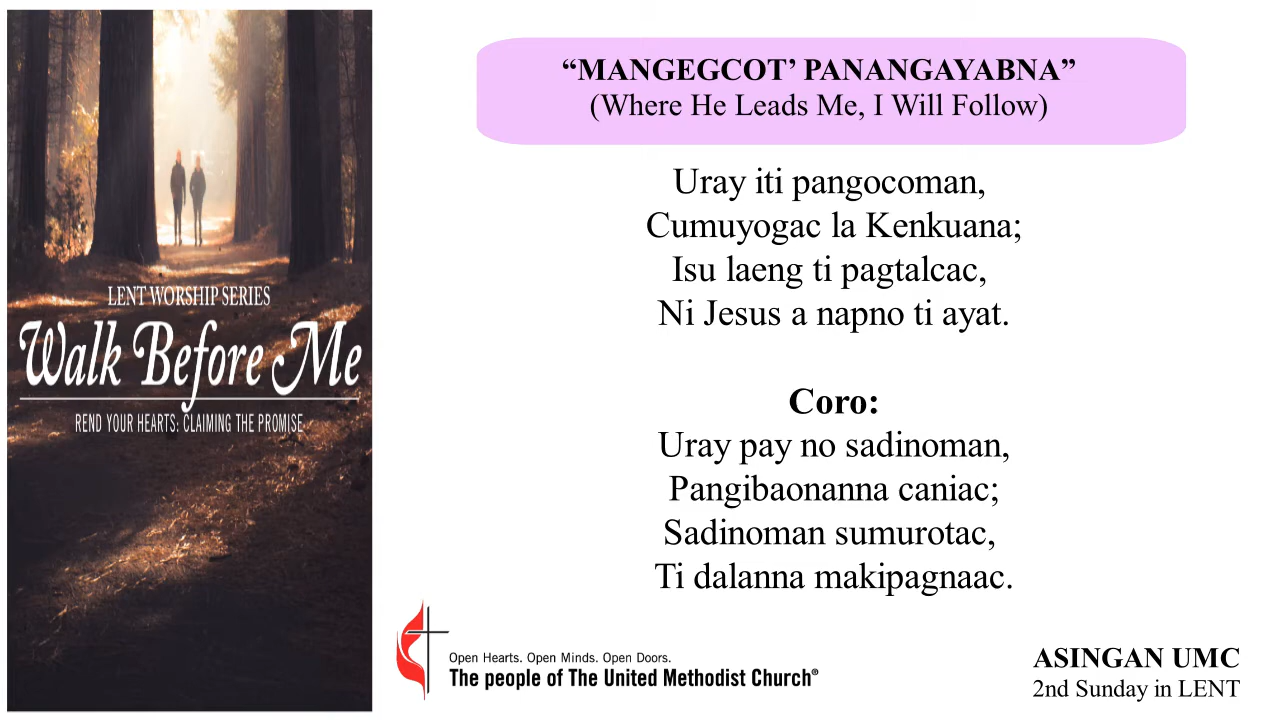 LENT WORSHIP SERIES
Walk Before Me
REND YOUR HEARTS: CLAIMING THE PROMISE
“MANGEGCOT’ PANANGAYABNA”
(Where He Leads Me, I Will Follow)
Uray iti pangocoman,
Cumuyogac la Kenkuana;
Isu laeng ti pagtalcac,
Ni Jesus a napno ti ayat.
Coro:
Uray pay no sadinoman,
Pangibaonanna caniac;
Sadinoman sumurotac,
Ti dalanna makipagnaac.
Open Hearts. Open Minds. Open Doors.
The people of The United Methodist Church®
ASINGAN UMC
2nd Sunday in LENT